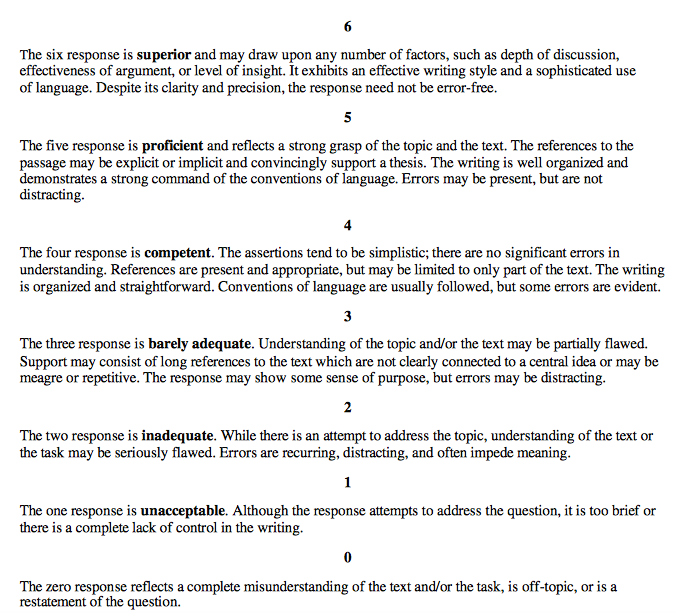 6
The six response is superior and may draw upon any number of factors, such as depth of discussion,
effectiveness of argument, or level of insight. It exhibits an effective writing style and a sophisticated use
of language. Despite its clarity and precision, the response need not be error-free.
5
The five response is proficient and reflects a strong grasp of the topic and the text. The references to the
passage may be explicit or implicit and convincingly support a thesis. The writing is well organized and
demonstrates a strong command of the conventions of language. Errors may be present, but are not
distracting.
4
The four response is competent. The assertions tend to be simplistic; there are no significant errors in
understanding. References are present and appropriate, but may be limited to only part of the text. The writing
is organized and straightforward. Conventions of language are usually followed, but some errors are evident.
3
The three response is barely adequate. Understanding of the topic and/or the text may be partially flawed.
Support may consist of long references to the text which are not clearly connected to a central idea or may be
meagre or repetitive. The response may show some sense of purpose, but errors may be distracting.
2
The two response is inadequate. While there is an attempt to address the topic, understanding of the text or
the task may be seriously flawed. Errors are recurring, distracting, and often impede meaning.
1
The one response is unacceptable. Although the response attempts to address the question, it is too brief or
there is a complete lack of control in the writing.
0
The zero response reflects a complete misunderstanding of the text and/or the task, is off-topic, or is a
restatement of the question.